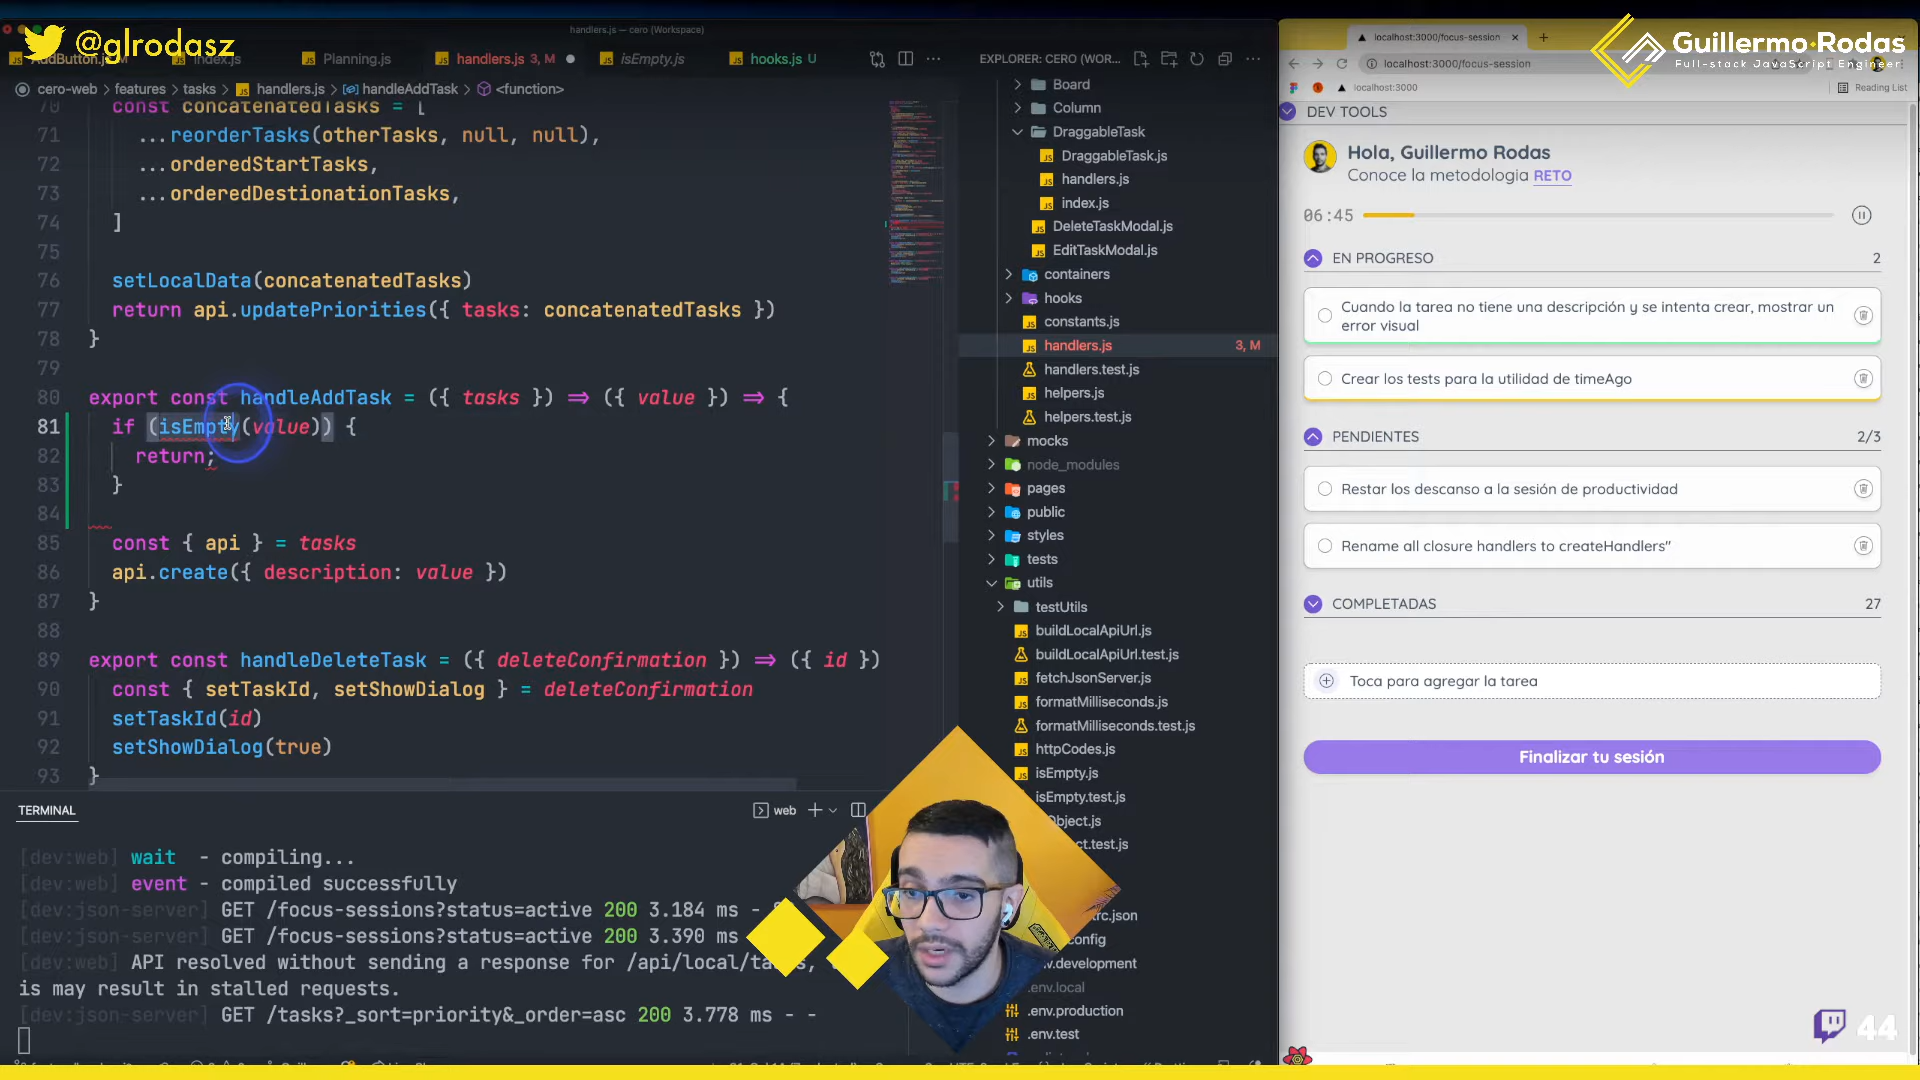 @glrodasz
handlers.js — cero (Workspace)
index.js
Planning.js
handlers.js 3, M
isEmpty.js
hooks.js U
cero-web > features > tasks > handlers.js > handleAddTask > <function>
70 const concatenatedTasks = [
71 ...reorderTasks(otherTasks, null, null),
72 ...orderedStartTasks,
73 ...orderedDestionationTasks,
74 ]
75
76 setLocalData(concatenatedTasks)
77 return api.updatePriorities({ tasks: concatenatedTasks })
78 }
79
80 export const handleAddTask = ({ tasks }) => ({ value }) => {
81 if (isEmpty(value)) {
82 return;
83 }
84
85 const { api } = tasks
86 api.create({ description: value })
87 }
88
89 export const handleDeleteTask = ({ deleteConfirmation }) => ({ id })
90 const { setTaskId, setShowDialog } = deleteConfirmation
91 setTaskId(id)
92 setShowDialog(true)
93 }
TERMINAL
web
[dev:web] wait - compiling...
[dev:web] event - compiled successfully
[dev:json-server] GET /focus-sessions?status=active 200 3.184 ms -
[dev:json-server] GET /focus-sessions?status=active 200 3.390 ms
[dev:web] API resolved without sending a response for /api/local/
is may result in stalled requests.
[dev:json-server] GET /tasks?_sort=priority&_order=asc 200 3.778 ms - -
EXPLORER: CERO (WOR...
Board
Column
DraggableTask
DraggableTask.js
handlers.js
index.js
DeleteTaskModal.js
EditTaskModal.js
containers
hooks
constants.js
handlers.js 3, M
handlers.test.js
helpers.js
helpers.test.js
mocks
node_modules
pages
public
styles
tests
utils
testUtils
buildLocalApiUrl.js
buildLocalApiUrl.test.js
fetchJsonServer.js
formatMilliseconds.js
formatMilliseconds.test.js
httpCodes.js
isEmpty.js
isEmpty.test.js
.env.production
.env.test
localhost:3000/focus-session
localhost:3000/focus-session
localhost:3000
Reading List
Guillermo Rodas
Full-stack JavaScript Engineer
DEV TOOLS
Hola, Guillermo Rodas
Conoce la metodologia RETO
06:45
EN PROGRESO 2
Cuando la tarea no tiene una descripción y se intenta crear, mostrar un
error visual
Crear los tests para la utilidad de timeAgo
PENDIENTES 2/3
Restar los descanso a la sesión de productividad
Rename all closure handlers to createHandlers"
COMPLETADAS 27
Toca para agregar la tarea
Finalizar tu sesión
44